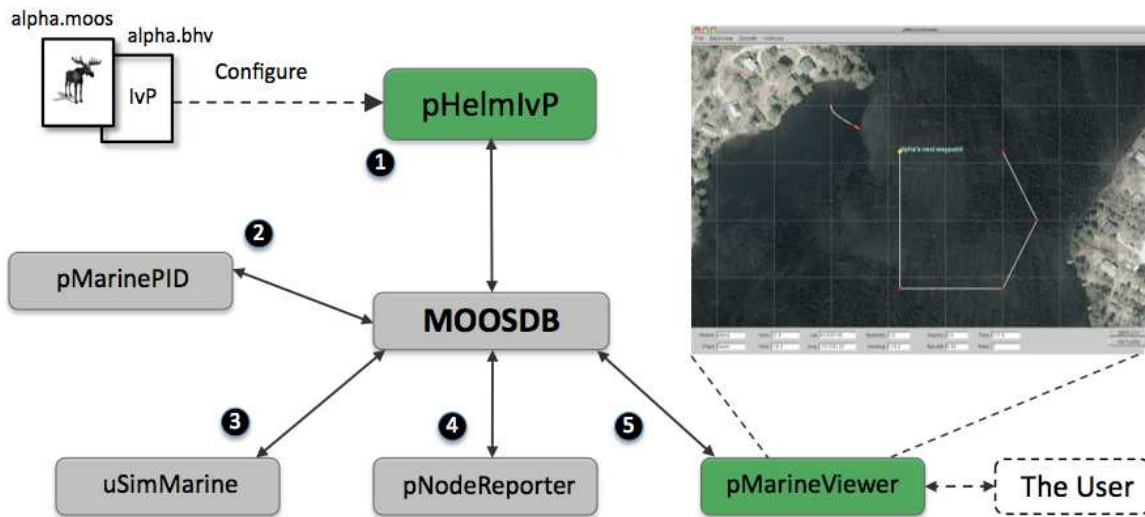 alpha.moos
alpha.bhv
IvP
Configure
pHelmIvP
1
2
pMarinePID
MOOSDB
3
4
5
uSimMarine
pNodeReporter
pMarineViewer
The User
alpha's next waypoint